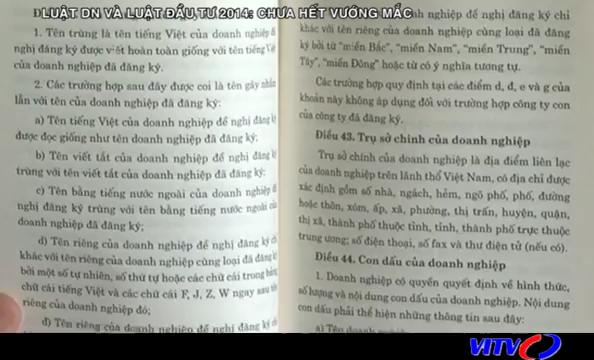 LUẬT DN VÀ LUẬT ĐẦU TƯ 2014: CHƯA HẾT VƯỚNG MẮC
1. Tên trùng là tên tiếng Việt của doanh nghiệp
nghị đăng ký được viết hoàn toàn giống với tên tiếng
của doanh nghiệp đã đăng ký.
2. Các trường hợp sau đây được coi là tên gây nhầm
lẫn với tên của doanh nghiệp đã đăng ký:
a) Tên tiếng Việt của doanh nghiệp đề nghị đăng ký
được đọc giống như tên doanh nghiệp đã đăng ký;
b) Tên viết tắt của doanh nghiệp đề nghị đăng ký
trùng với tên viết tắt của doanh nghiệp đã đăng ký;
c) Tên bằng tiếng nước ngoài của doanh nghiệp
nghị đăng ký trùng với tên bằng tiếng nước ngoài của
doanh nghiệp đã đăng ký;
d) Tên riêng của doanh nghiệp đề nghị đăng ký chỉ
khác với tên riêng của doanh nghiệp cùng loại đã đăng ký
bởi một số tự nhiên, số thứ tự hoặc các chữ cái trong bảng
chữ cái tiếng Việt và các chữ cái F, J, Z, W ngay sau tên
riêng của doanh nghiệp đó;
đ) Tên riêng của doanh nghiệp đề nghị đăng ký chỉ
nh nghiệp đề nghị đăng ký chỉ
khác với tên riêng của doanh nghiệp cùng loại đã đăng
ký bởi từ “miền Bắc”, “miền Nam”, “miền Trung”, “miền
Tây”, “miền Đông” hoặc từ có ý nghĩa tương tự.
Các trường hợp quy định tại các điểm d, đ, e và g của
khoản này không áp dụng đối với trường hợp công ty con
của công ty đã đăng ký.
Điều 43. Trụ sở chính của doanh nghiệp
Trụ sở chính của doanh nghiệp là địa điểm liên lạc
của doanh nghiệp trên lãnh thổ Việt Nam, có địa chỉ được
xác định gồm số nhà, ngách, hẻm, ngõ phố, phố, đường
hoặc thôn, xóm, ấp, xã, phường, thị trấn, huyện, quận,
thị xã, thành phố thuộc tỉnh, tỉnh, thành phố trực thuộc
trung ương; số điện thoại, số fax và thư điện tử (nếu có).
Điều 44. Con dấu của doanh nghiệp
1. Doanh nghiệp có quyền quyết định về hình thức,
số lượng và nội dung con dấu của doanh nghiệp. Nội dung
con dấu phải thể hiện những thông tin sau đây:
a) Tên doanh nghiệp
VITV